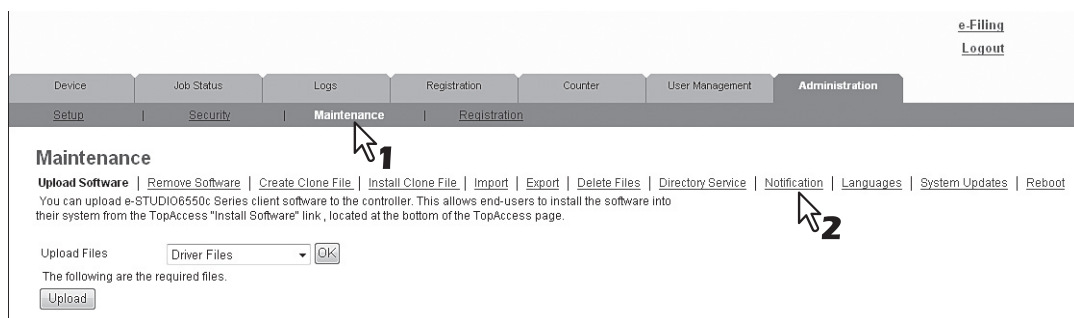 e-Filing
Logout
Device Job Status Logs Registration Counter User Management Administration
Setup | Security | Maintenance | Registration
1
Maintenance
Upload Software | Remove Software | Create Clone File | Install Clone File | Import | Export | Delete Files | Directory Service | Notification | Languages | System Updates | Reboot
You can upload e-STUDIO6550c Series client software to the controller. This allows end-users to install the software into
their system from the TopAccess "Install Software" link , located at the bottom of the TopAccess page.
2
Upload Files Driver Files OK
The following are the required files.
Upload